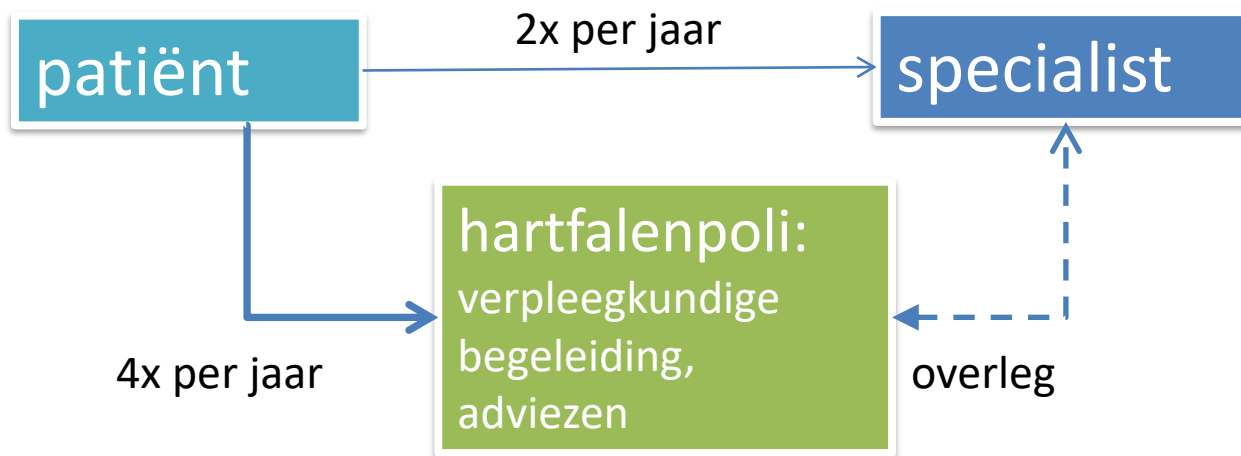 2x per jaar
patiënt
specialist
hartfalenpoli:
verpleegkundige
begeleiding,
adviezen
4x per jaar
overleg